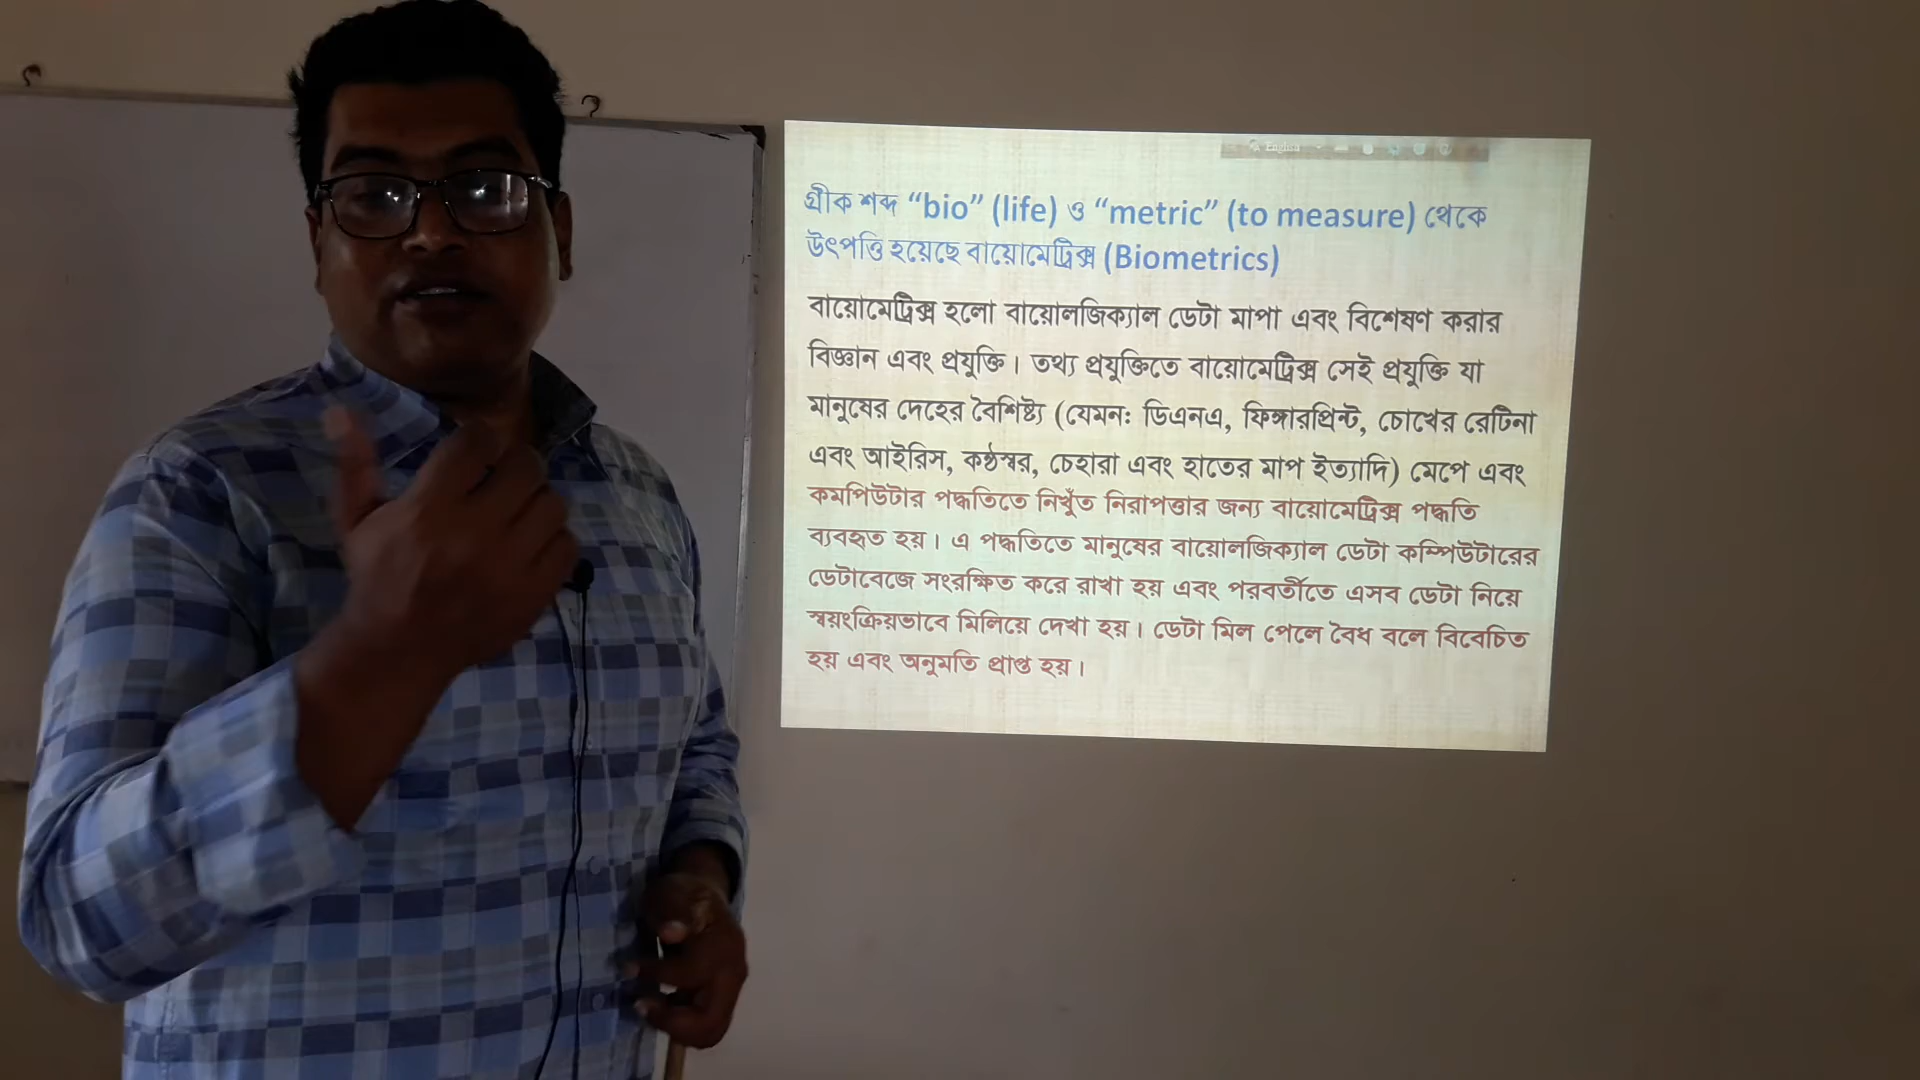 English
গ্রীক শব্দ “bio” (life) ও “metric” (to measure) থেকে
উৎপত্তি হয়েছে বায়োমেট্রিক্স (Biometrics)
বায়োমেট্রিক্স হলো বায়োলজিক্যাল ডেটা মাপা এবং বিশেষণ করার
বিজ্ঞান এবং প্রযুক্তি। তথ্য প্রযুক্তিতে বায়োমেট্রিক্স সেই প্রযুক্তি যা
মানুষের দেহের বৈশিষ্ট্য (যেমনঃ ডিএনএ, ফিঙ্গারপ্রিন্ট, চোখের রেটিনা
এবং আইরিস, কন্ঠস্বর, চেহারা এবং হাতের মাপ ইত্যাদি) মেপে এবং
কমপিউটার পদ্ধতিতে নিখুঁত নিরাপত্তার জন্য বায়োমেট্রিক্স পদ্ধতি
ব্যবহৃত হয়। এ পদ্ধতিতে মানুষের বায়োলজিক্যাল ডেটা কম্পিউটারের
ডেটাবেজে সংরক্ষিত করে রাখা হয় এবং পরবর্তীতে এসব ডেটা নিয়ে
স্বয়ংক্রিয়ভাবে মিলিয়ে দেখা হয়। ডেটা মিল পেলে বৈধ বলে বিবেচিত
হয় এবং অনুমতি প্রাপ্ত হয়।